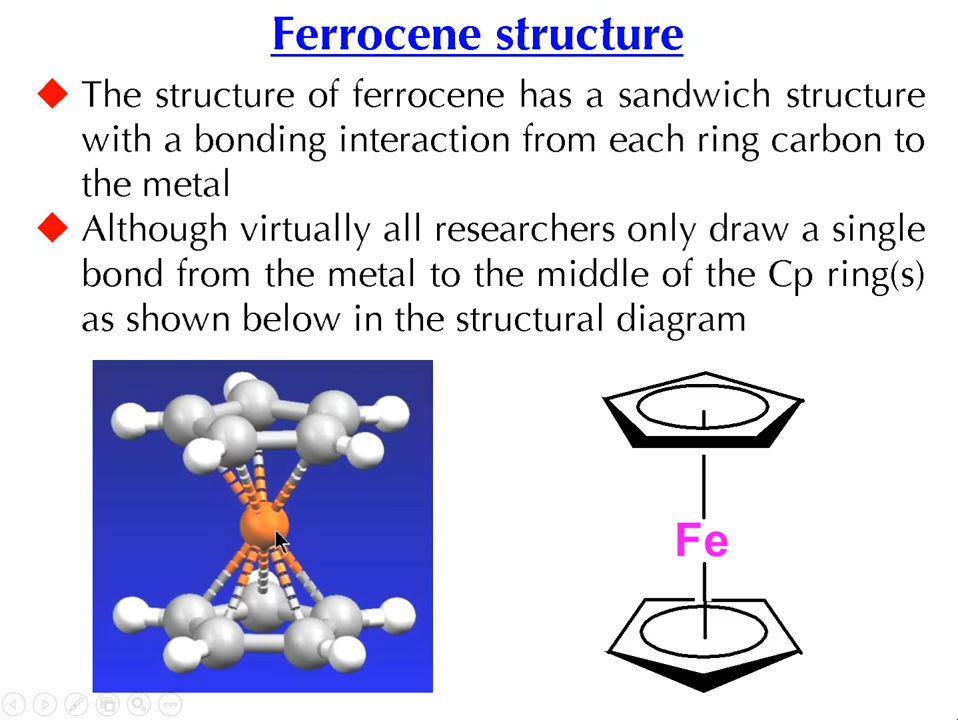 Ferrocene structure
The structure of ferrocene has a sandwich structure
with a bonding interaction from each ring carbon to
the metal
Although virtually all researchers only draw a single
bond from the metal to the middle of the Cp ring(s)
as shown below in the structural diagram
Fe